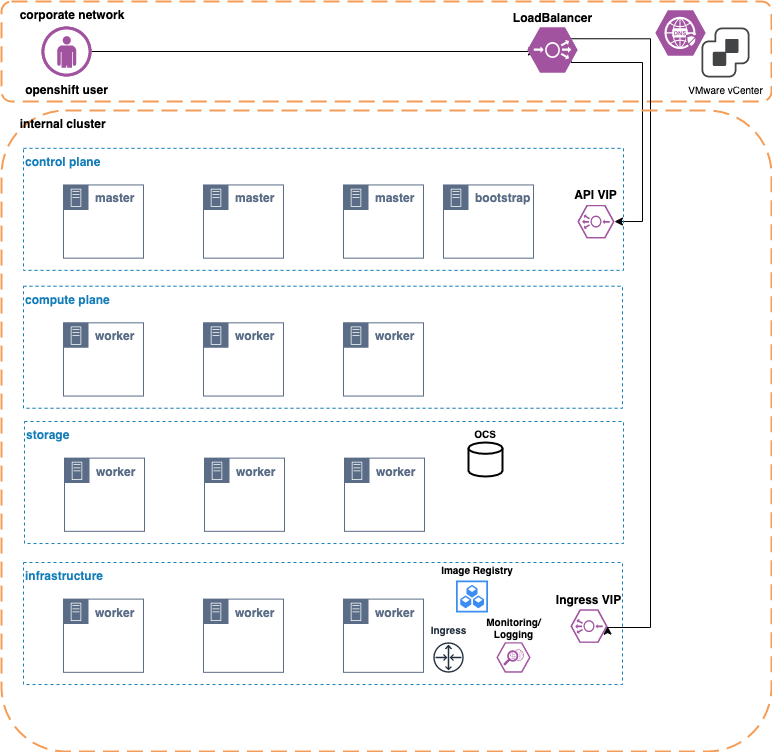 corporate network
LoadBalancer
DNS
openshift user
VMware vCenter
internal cluster
control plane
master
master
master
bootstrap
API VIP
compute plane
worker
worker
worker
storage
OCS
worker
worker
worker
infrastructure
Image Registry
worker
worker
worker
Ingress
Monitoring/
Logging
Ingress VIP